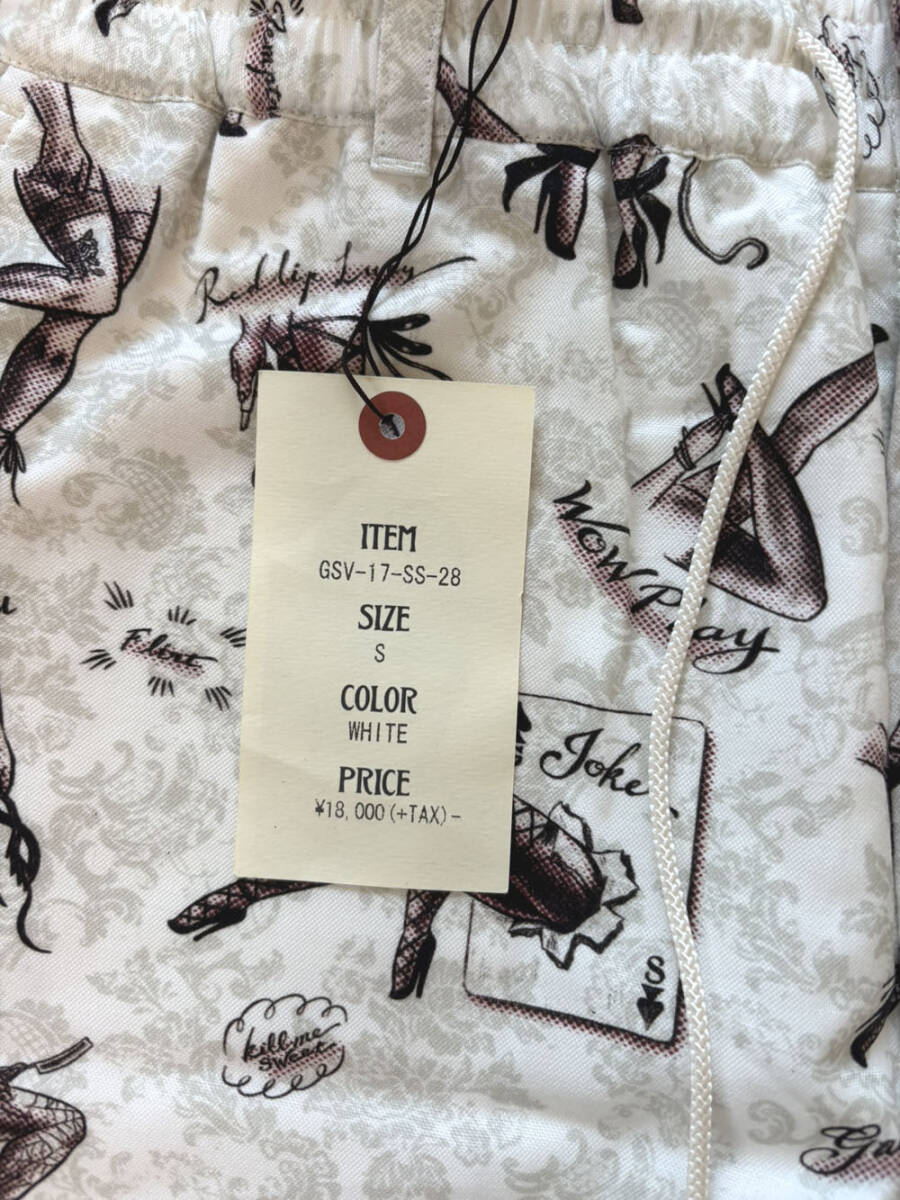 Red lip Lucy
ITEM
GSV-17-SS-28
SIZE
S
COLOR
WHITE
PRICE
¥18,000(+TAX)-
Wow Play
Flirt
Joke
S
kill me
sweet